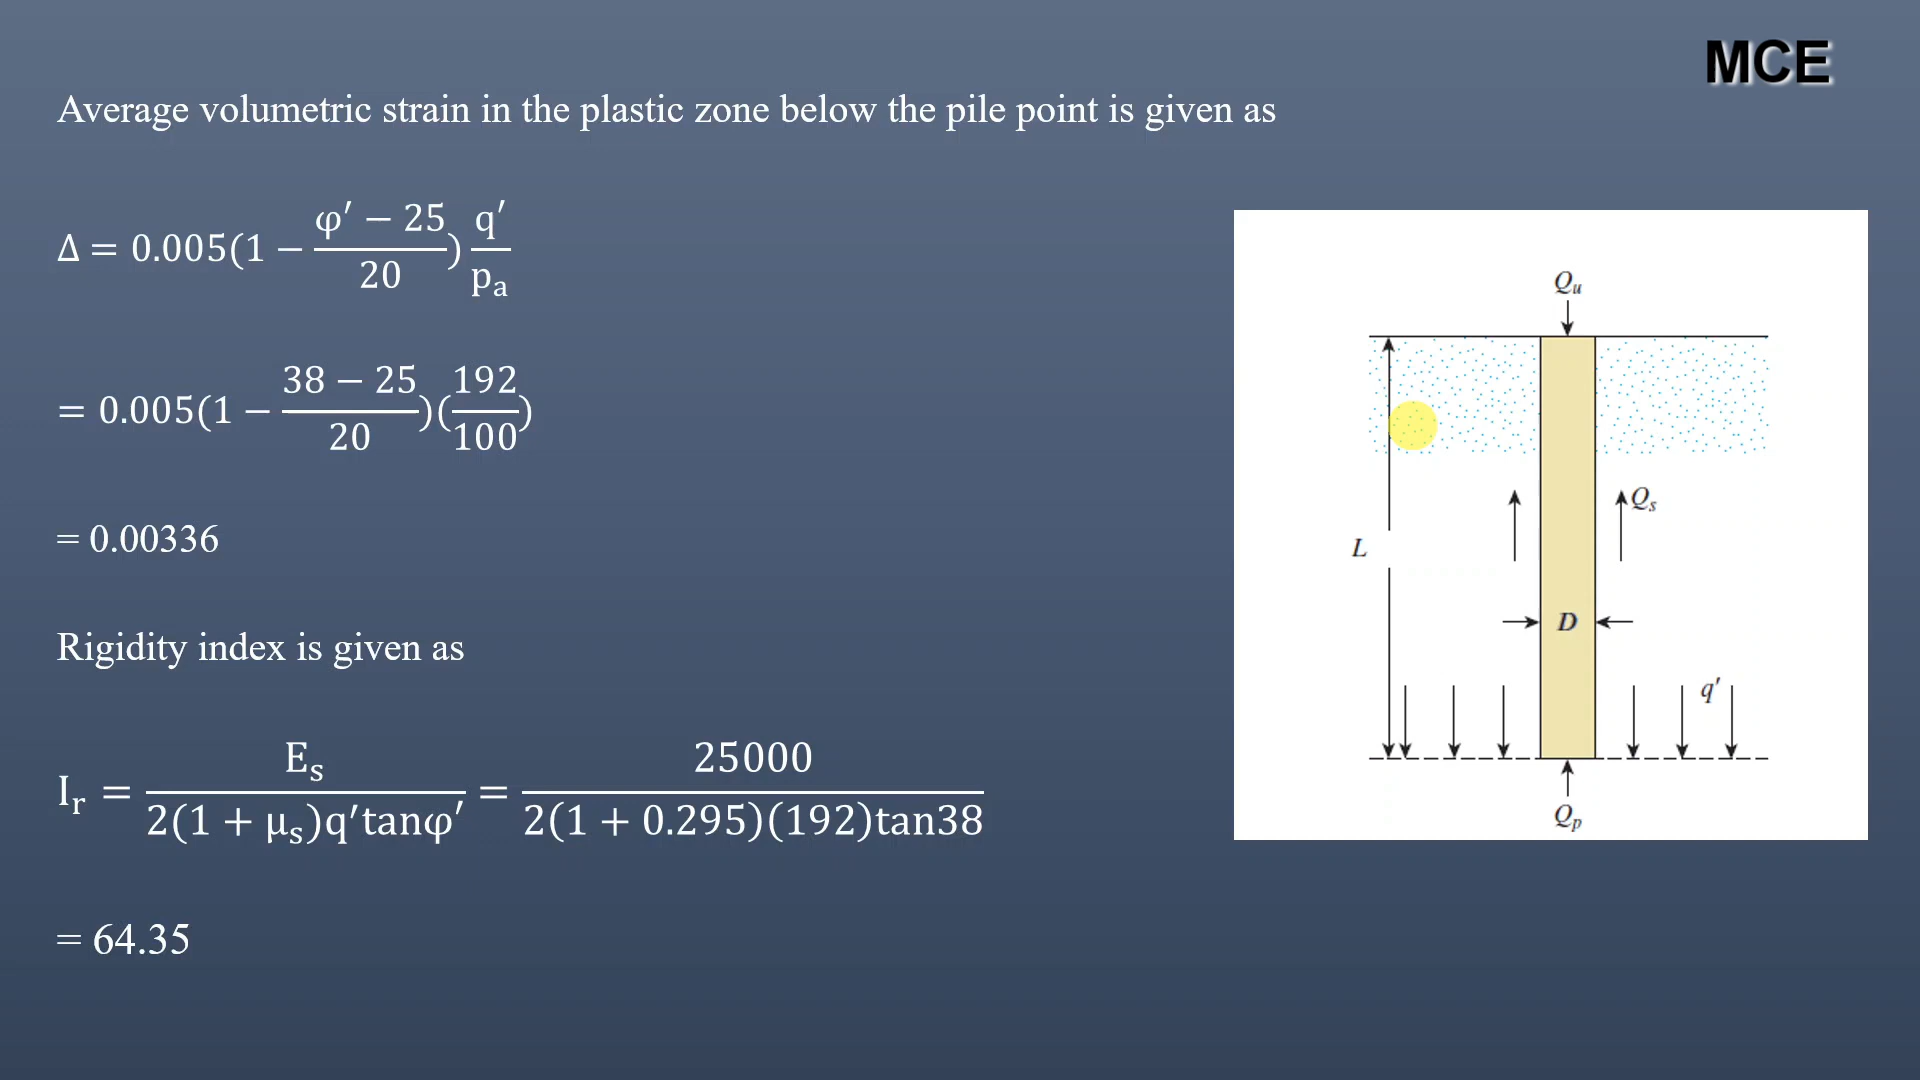 MCE
Average volumetric strain in the plastic zone below the pile point is given as
Δ = 0.005(1 − (φ′ − 25)/20) q′/pₐ
= 0.005(1 − (38 − 25)/20)(192/100)
= 0.00336
Rigidity index is given as
Iᵣ = Eₛ/(2(1 + μₛ)q′tanφ′) = 25000/(2(1 + 0.295)(192)tan38)
= 64.35
Qᵤ
Qₛ
L
D
q′
Qₚ